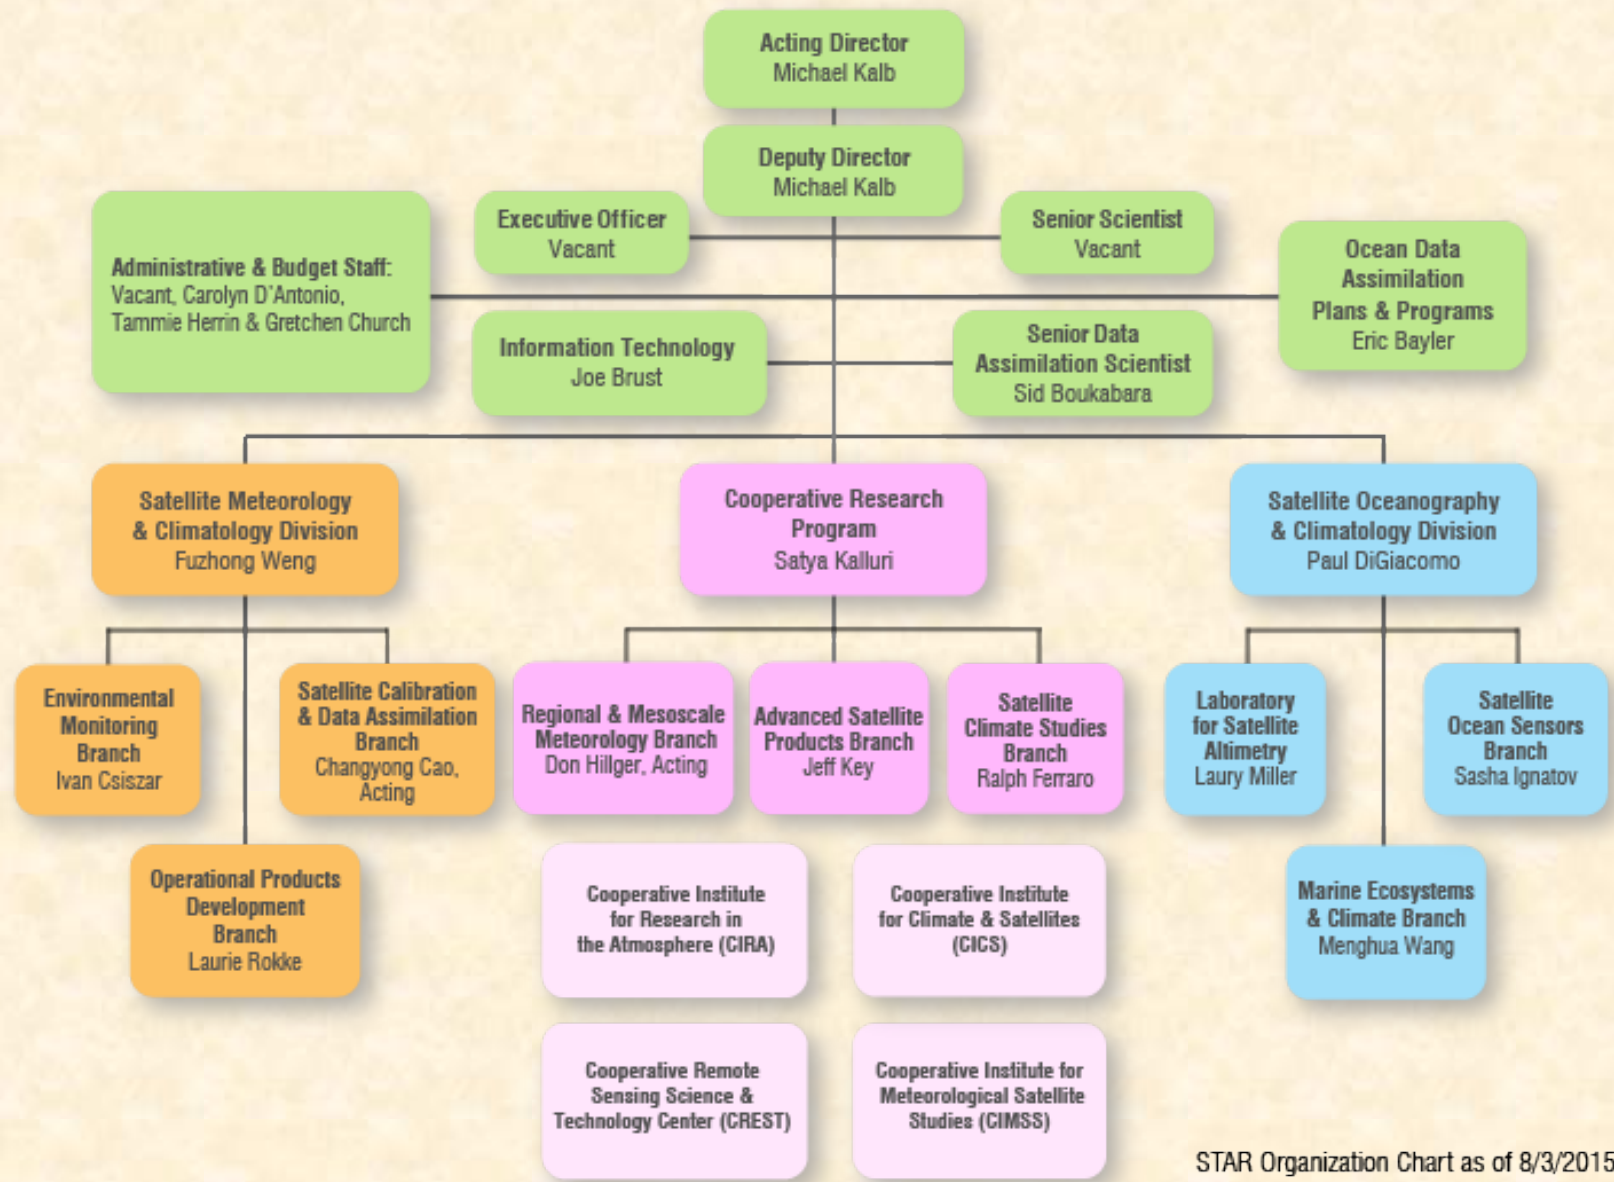 Acting Director
Michael Kalb
Deputy Director
Michael Kalb
Executive Officer
Vacant
Senior Scientist
Vacant
Administrative & Budget Staff:
Vacant, Carolyn D'Antonio,
Tammie Herrin & Gretchen Church
Ocean Data
Assimilation
Plans & Programs
Eric Bayler
Information Technology
Joe Brust
Senior Data
Assimilation Scientist
Sid Boukabara
Satellite Meteorology
& Climatology Division
Fuzhong Weng
Cooperative Research
Program
Satya Kalluri
Satellite Oceanography
& Climatology Division
Paul DiGiacomo
Environmental
Monitoring
Branch
Ivan Csiszar
Satellite Calibration
& Data Assimilation
Branch
Changyong Cao,
Acting
Regional & Mesoscale
Meteorology Branch
Don Hillger, Acting
Advanced Satellite
Products Branch
Jeff Key
Satellite
Climate Studies
Branch
Ralph Ferraro
Laboratory
for Satellite
Altimetry
Laury Miller
Satellite
Ocean Sensors
Branch
Sasha Ignatov
Operational Products
Development
Branch
Laurie Rokke
Cooperative Institute
for Research in
the Atmosphere (CIRA)
Cooperative Institute
for Climate & Satellites
(CICS)
Marine Ecosystems
& Climate Branch
Menghua Wang
Cooperative Remote
Sensing Science &
Technology Center (CREST)
Cooperative Institute for
Meteorological Satellite
Studies (CIMSS)
STAR Organization Chart as of 8/3/2015